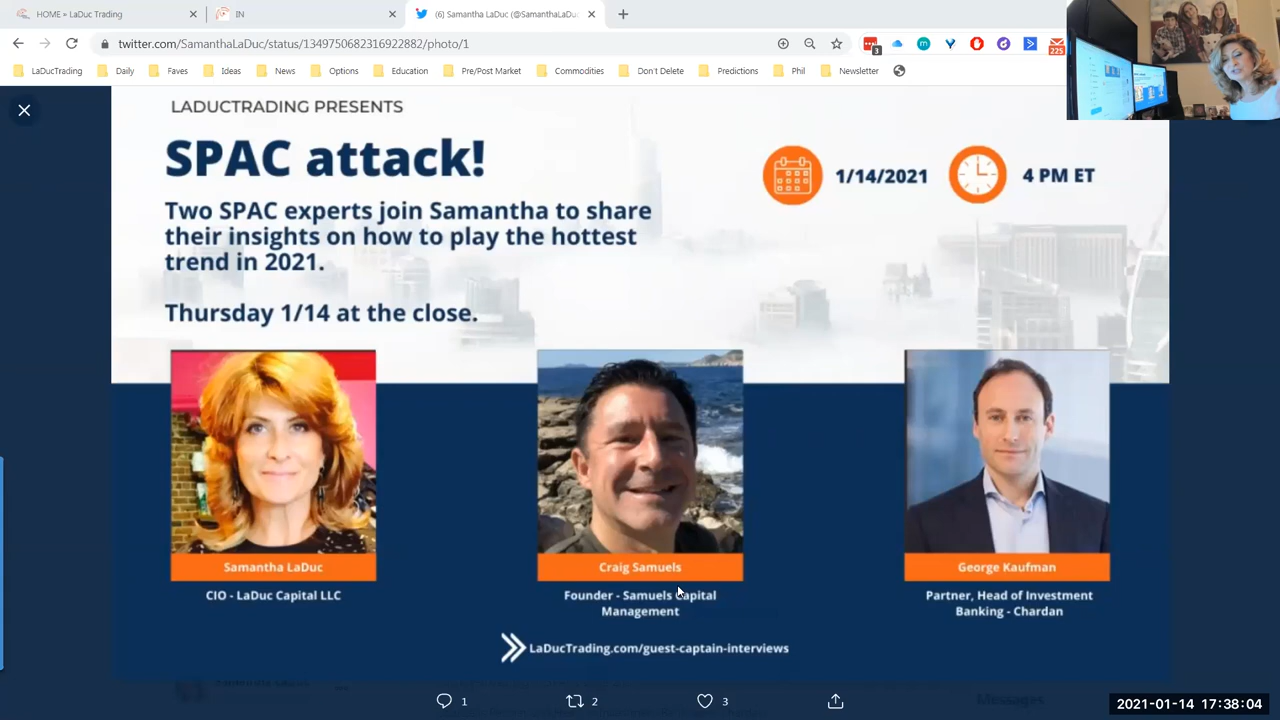 HOME » LaDuc Trading
IN
(6) Samantha LaDuc (@SamanthaLaDu
twitter.com/SamanthaLaDuc/status/1349150682316922882/photo/1
3
225
LaDucTrading
Daily
Faves
Ideas
News
Options
Education
Pre/Post Market
Commodities
Don't Delete
Predictions
Phil
Newsletter
LADUCTRADING PRESENTS
SPAC attack!
1/14/2021
4 PM ET
Two SPAC experts join Samantha to share
their insights on how to play the hottest
trend in 2021.
Thursday 1/14 at the close.
Samantha LaDuc
CIO - LaDuc Capital LLC
Craig Samuels
Founder - Samuels Capital
Management
George Kaufman
Partner, Head of Investment
Banking - Chardan
LaDucTrading.com/guest-captain-interviews
1
2
3
Messages
2021-01-14 17:38:04